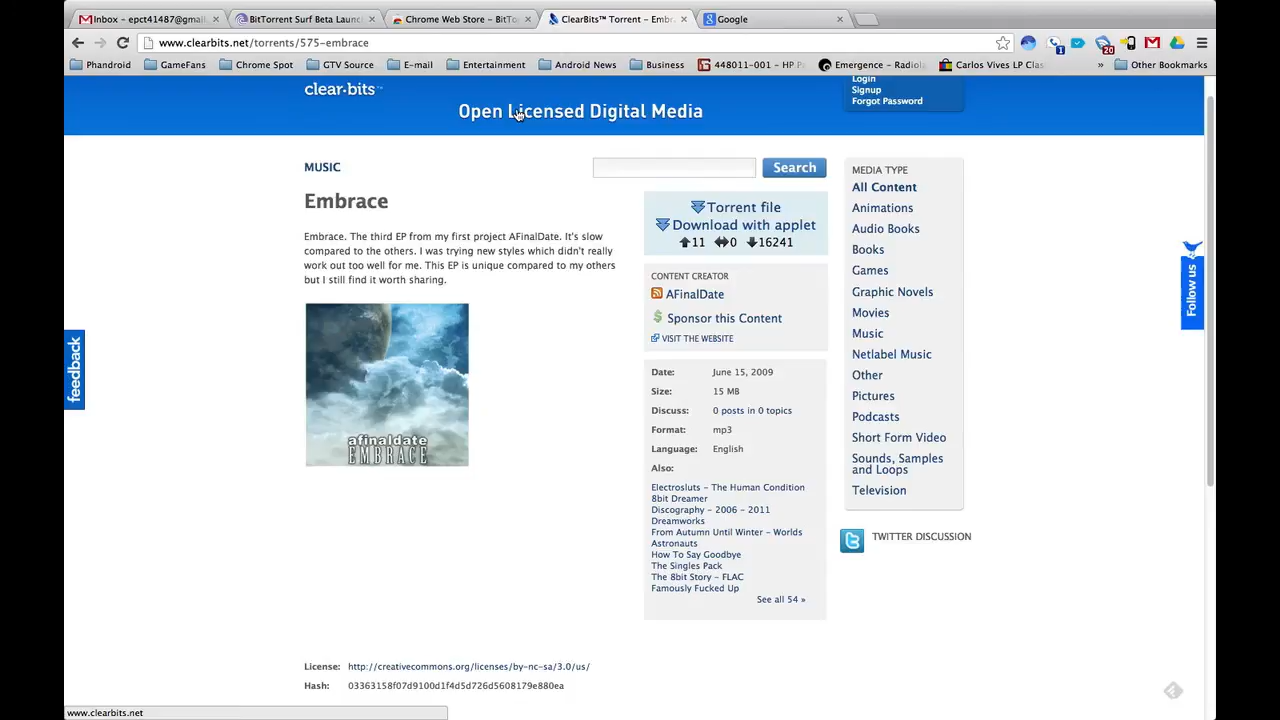 Inbox - epct41487@gmail.
BitTorrent Surf Beta Launc
Chrome Web Store - BitTo
ClearBits™ Torrent - Embr
Google
www.clearbits.net/torrents/575-embrace
1
20
Phandroid
GameFans
Chrome Spot
GTV Source
E-mail
Entertainment
Android News
Business
448011-001 - HP P
Emergence - Radiol
Carlos Vives LP Clas
»
Other Bookmarks
clear·bits™
Open Licensed Digital Media
Login
Signup
Forgot Password
MUSIC
Search
Embrace
Embrace. The third EP from my first project AFinalDate. It's slow
compared to the others. I was trying new styles which didn't really
work out too well for me. This EP is unique compared to my others
but I still find it worth sharing.
afinaldate
EMBRACE
Torrent file
Download with applet
11 0 16241
CONTENT CREATOR
AFinalDate
$ Sponsor this Content
VISIT THE WEBSITE
Date: June 15, 2009
Size: 15 MB
Discuss: 0 posts in 0 topics
Format: mp3
Language: English
Also:
Electrosluts - The Human Condition
8bit Dreamer
Discography - 2006 - 2011
Dreamworks
From Autumn Until Winter - Worlds
Astronauts
How To Say Goodbye
The Singles Pack
The 8bit Story - FLAC
Famously Fucked Up
See all 54 »
MEDIA TYPE
All Content
Animations
Audio Books
Books
Games
Graphic Novels
Movies
Music
Netlabel Music
Other
Pictures
Podcasts
Short Form Video
Sounds, Samples
and Loops
Television
TWITTER DISCUSSION
feedback
Follow us
License: http://creativecommons.org/licenses/by-nc-sa/3.0/us/
Hash: 03363158f07d9100d1f4d5d726d5608179e880ea
www.clearbits.net